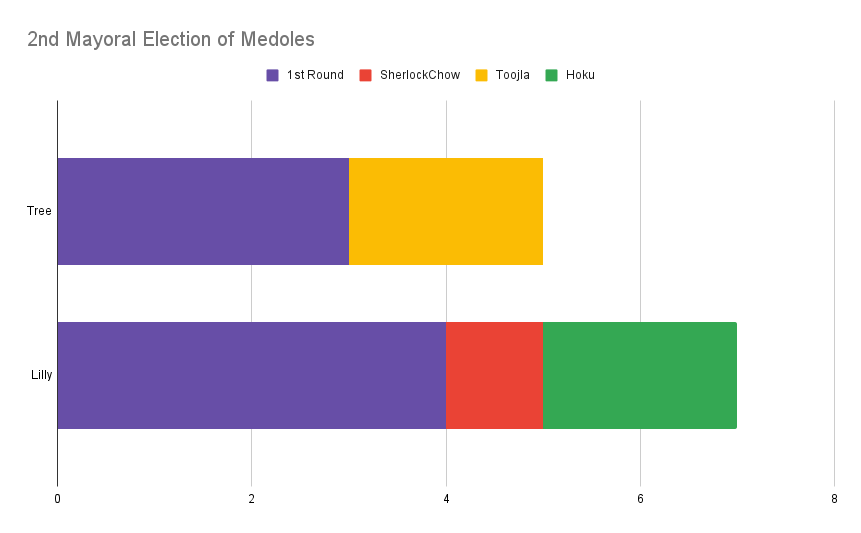 2nd Mayoral Election of Medoles
1st Round SherlockChow Toojla Hoku
Tree
Lilly
0 2 4 6 8